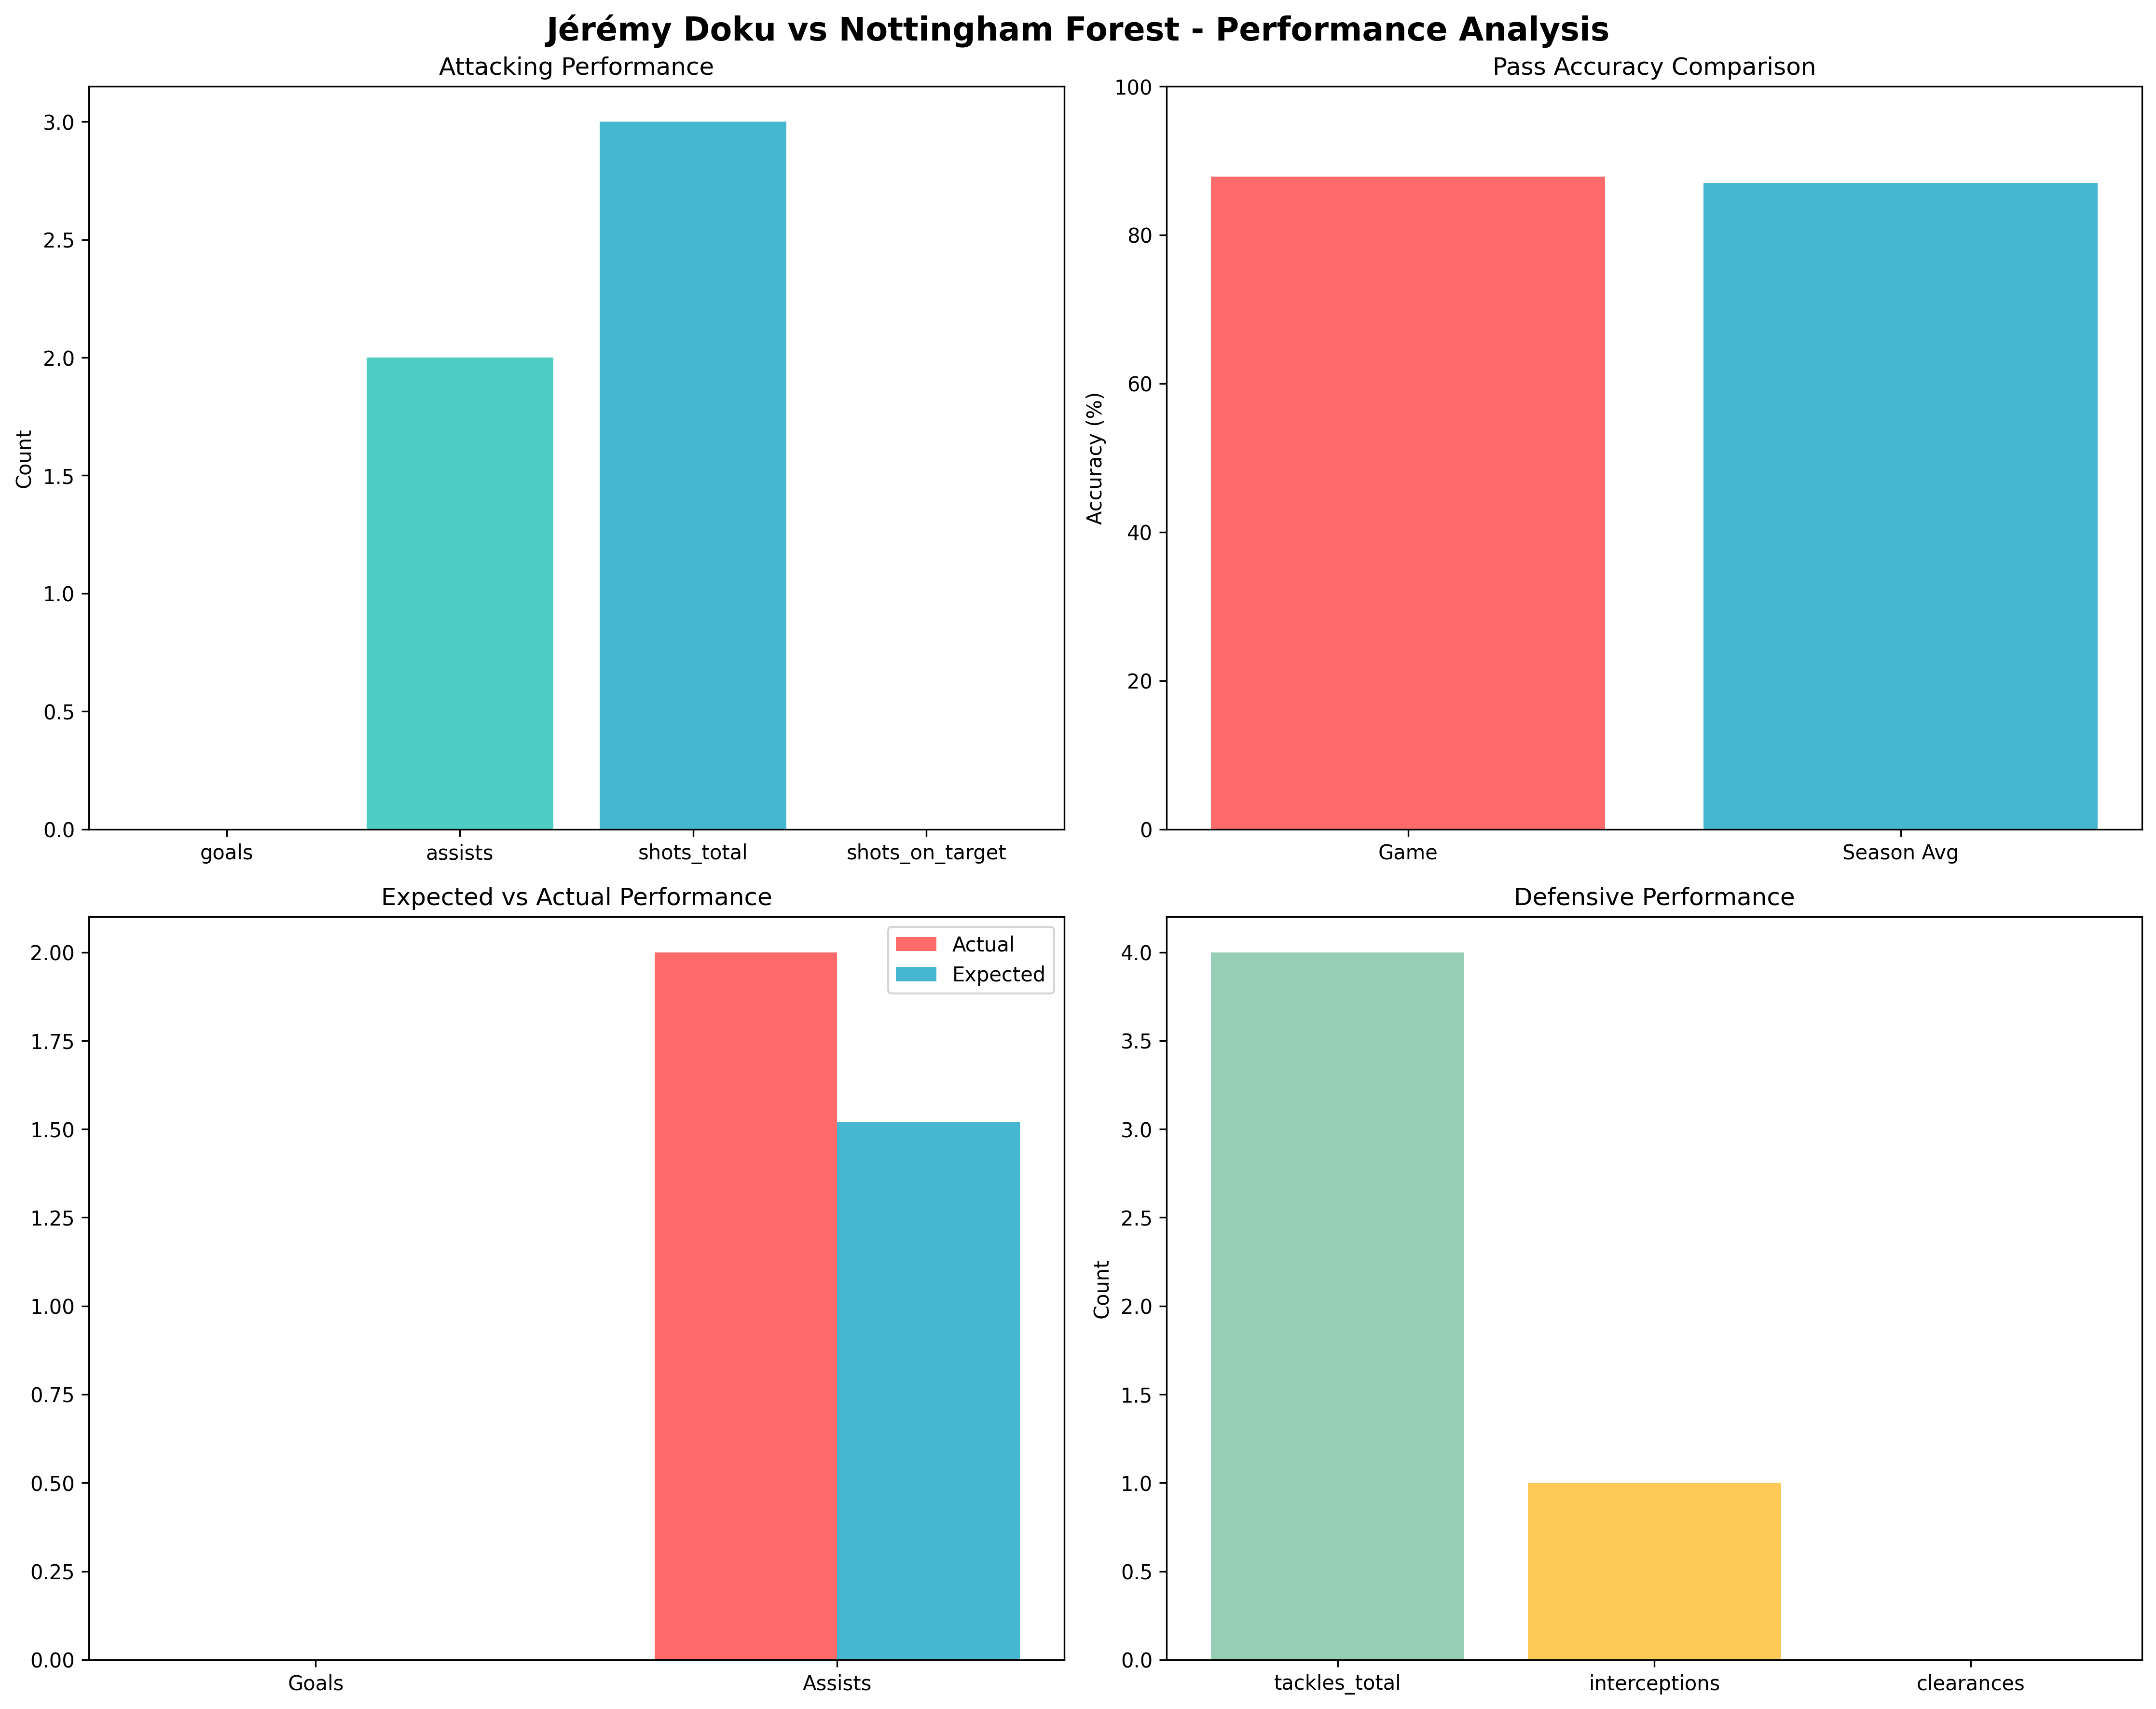 Jérémy Doku vs Nottingham Forest - Performance Analysis
Attacking Performance
3.0
2.5
2.0
1.5
1.0
0.5
0.0
Count
goals
assists
shots_total
shots_on_target
Pass Accuracy Comparison
100
80
60
40
20
0
Accuracy (%)
Game
Season Avg
Expected vs Actual Performance
Actual
Expected
2.00
1.75
1.50
1.25
1.00
0.75
0.50
0.25
0.00
Goals
Assists
Defensive Performance
4.0
3.5
3.0
2.5
2.0
1.5
1.0
0.5
0.0
Count
tackles_total
interceptions
clearances